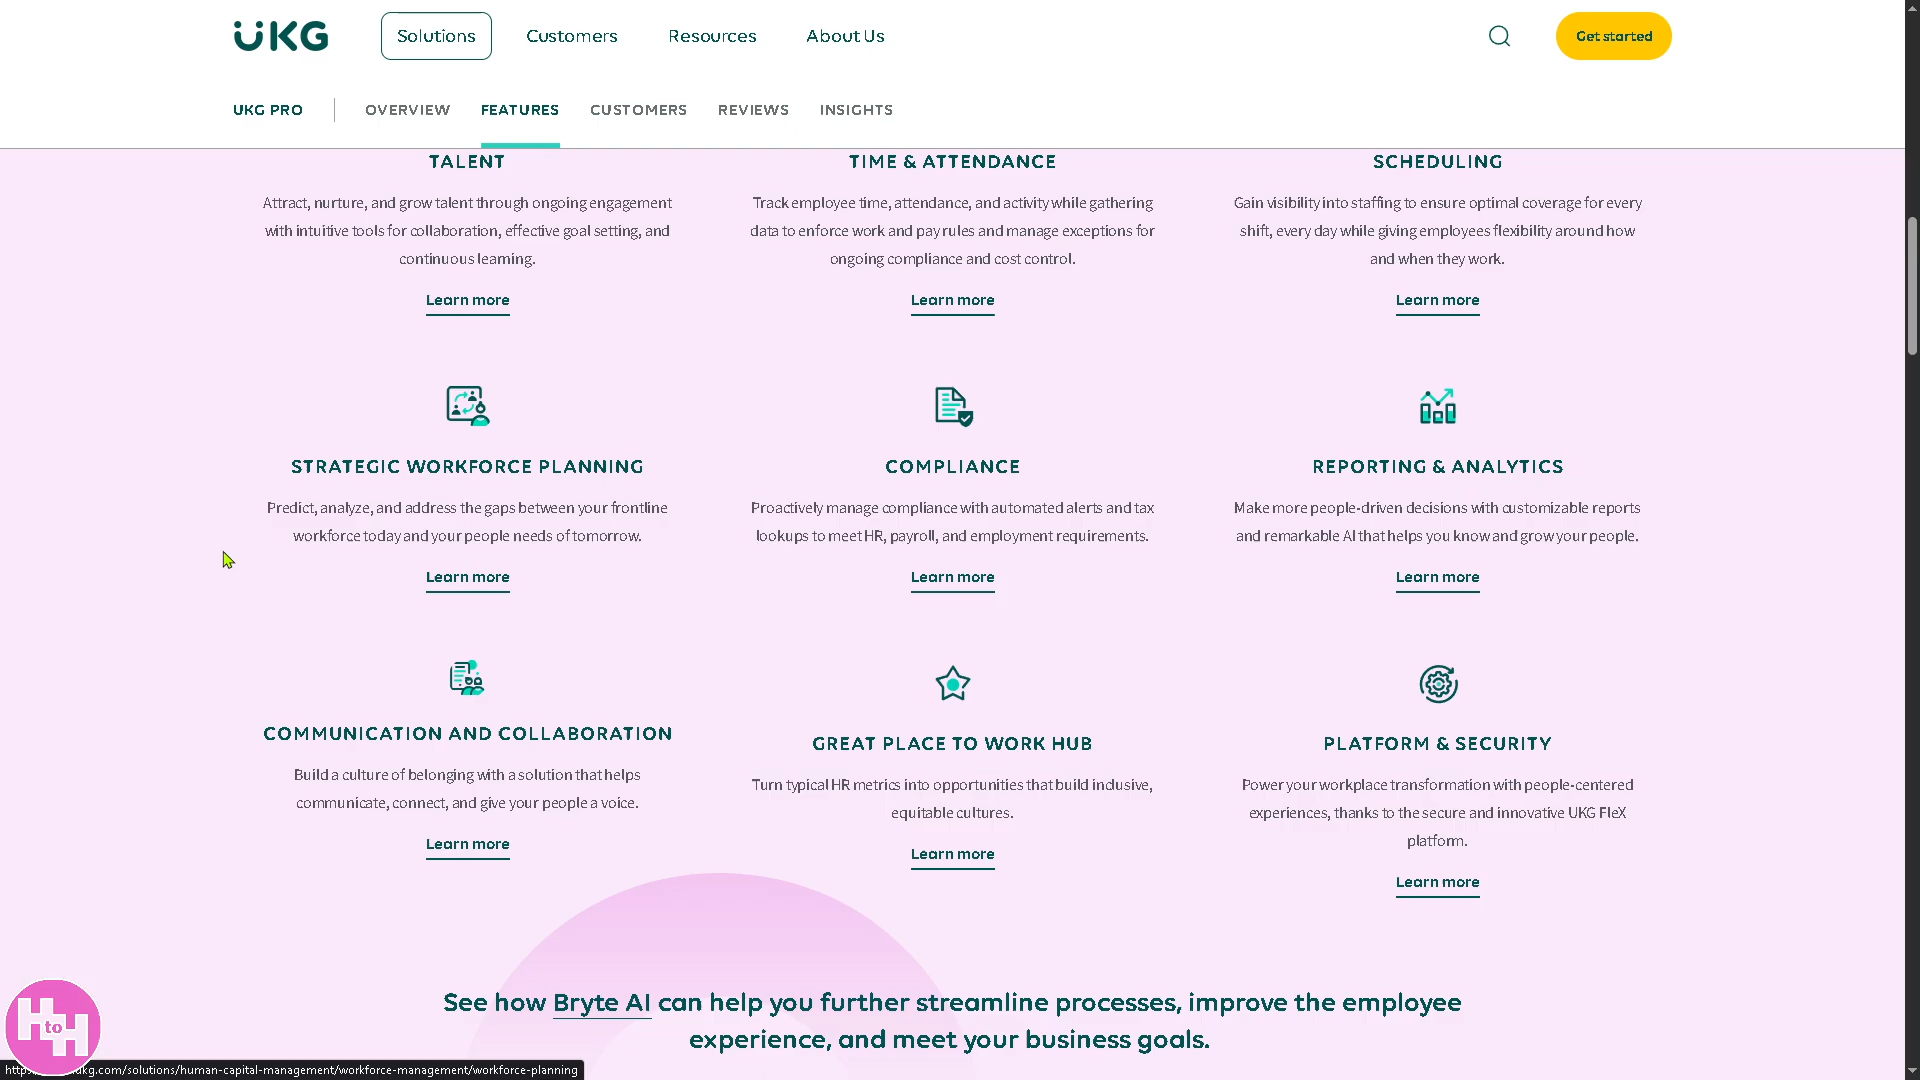 UKG
Solutions
Customers
Resources
About Us
Get started
UKG PRO
OVERVIEW
FEATURES
CUSTOMERS
REVIEWS
INSIGHTS
TALENT
Attract, nurture, and grow talent through ongoing engagement
with intuitive tools for collaboration, effective goal setting, and
continuous learning.
Learn more
TIME & ATTENDANCE
Track employee time, attendance, and activity while gathering
data to enforce work and pay rules and manage exceptions for
ongoing compliance and cost control.
Learn more
SCHEDULING
Gain visibility into staffing to ensure optimal coverage for every
shift, every day while giving employees flexibility around how
and when they work.
Learn more
STRATEGIC WORKFORCE PLANNING
Predict, analyze, and address the gaps between your frontline
workforce today and your people needs of tomorrow.
Learn more
COMPLIANCE
Proactively manage compliance with automated alerts and tax
lookups to meet HR, payroll, and employment requirements.
Learn more
REPORTING & ANALYTICS
Make more people-driven decisions with customizable reports
and remarkable AI that helps you know and grow your people.
Learn more
COMMUNICATION AND COLLABORATION
Build a culture of belonging with a solution that helps
communicate, connect, and give your people a voice.
Learn more
GREAT PLACE TO WORK HUB
Turn typical HR metrics into opportunities that build inclusive,
equitable cultures.
Learn more
PLATFORM & SECURITY
Power your workplace transformation with people-centered
experiences, thanks to the secure and innovative UKG FleX
platform.
Learn more
See how Bryte AI can help you further streamline processes, improve the employee
experience, and meet your business goals.
H to H
ukg.com/solutions/human-capital-management/workforce-management/workforce-planning